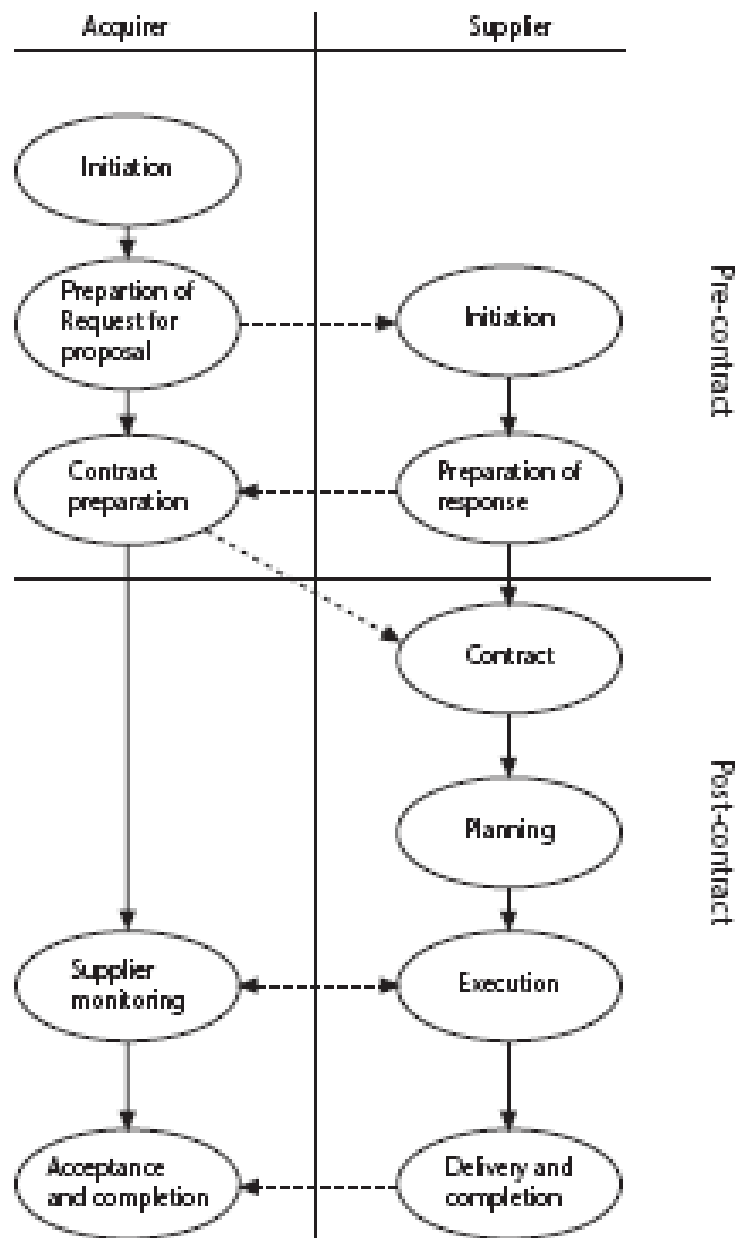 Acquirer
Supplier
Initiation
Prepartion of
Request for
proposal
Initiation
Pre-contract
Contract
preparation
Preparation of
response
Contract
Planning
Post-contract
Supplier
monitoring
Execution
Acceptance
and completion
Delivery and
completion